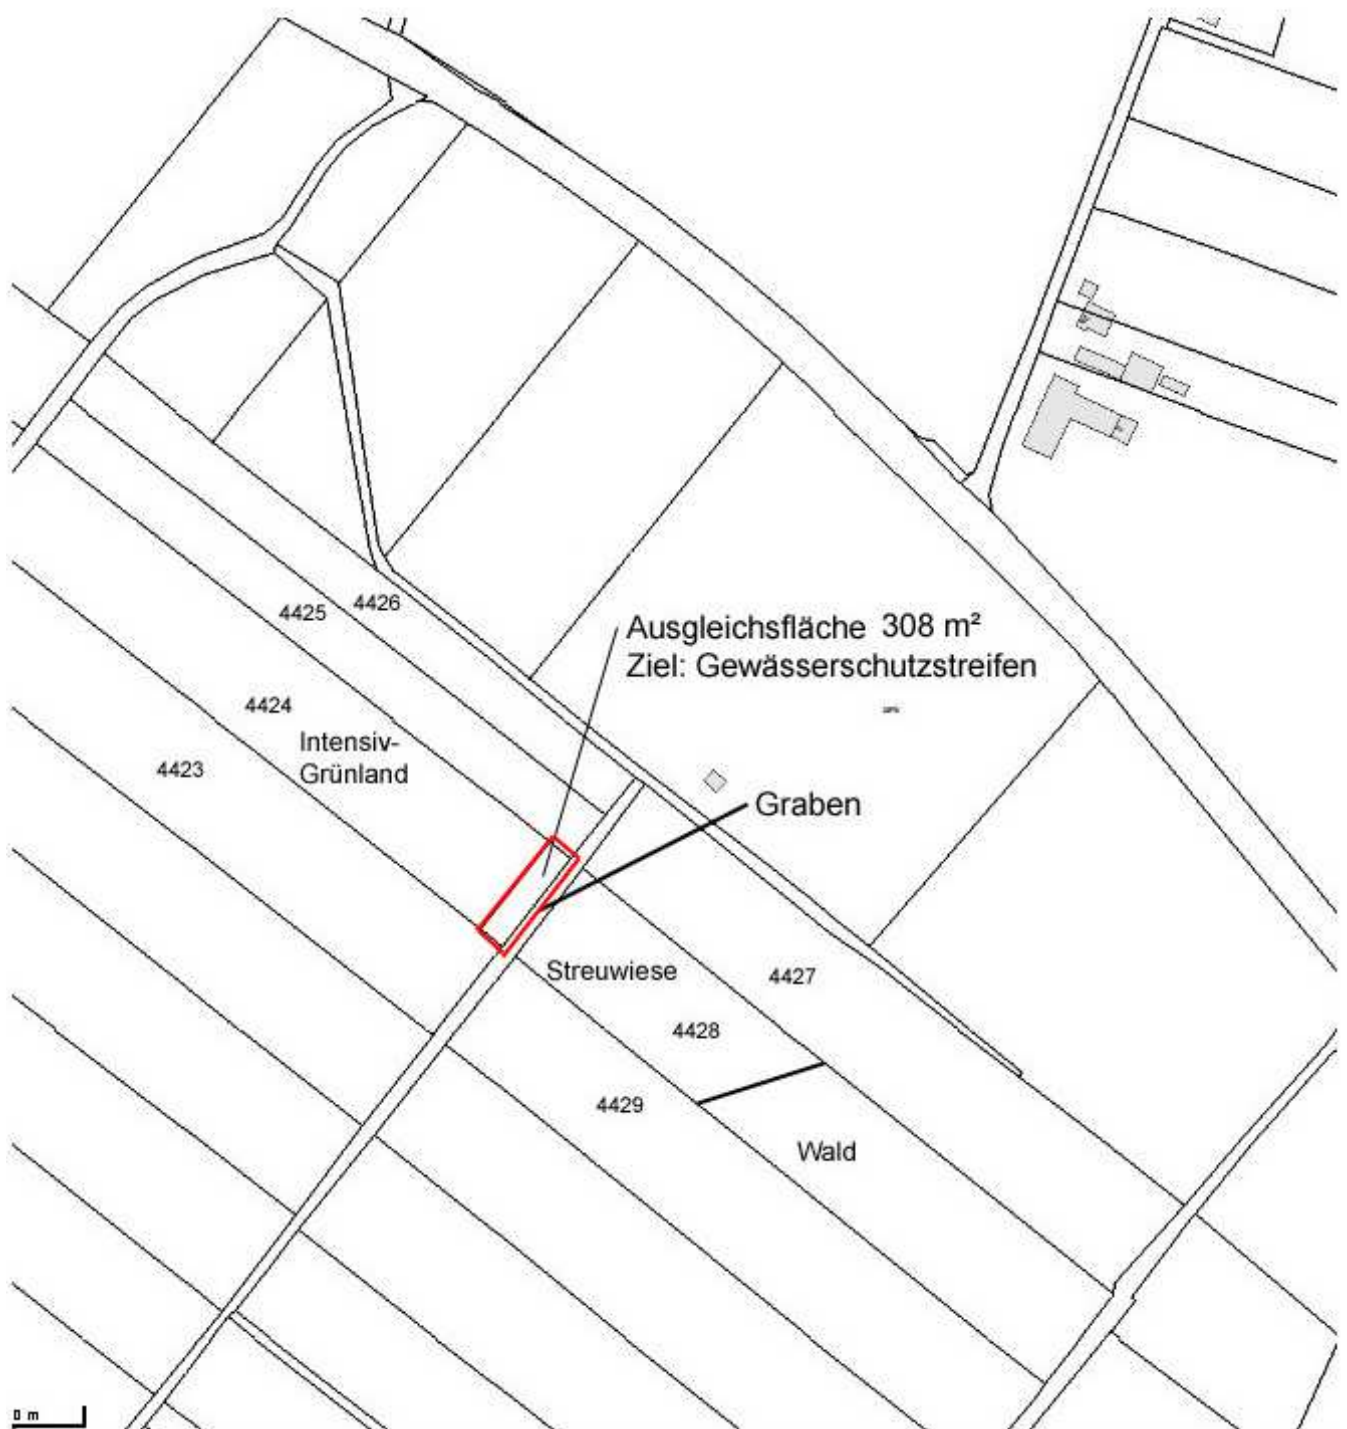 4425
4426
Ausgleichsfläche 308 m²
Ziel: Gewässerschutzstreifen
4424
Intensiv-
Grünland
4423
Graben
Streuwiese
4427
4428
4429
Wald
0 m